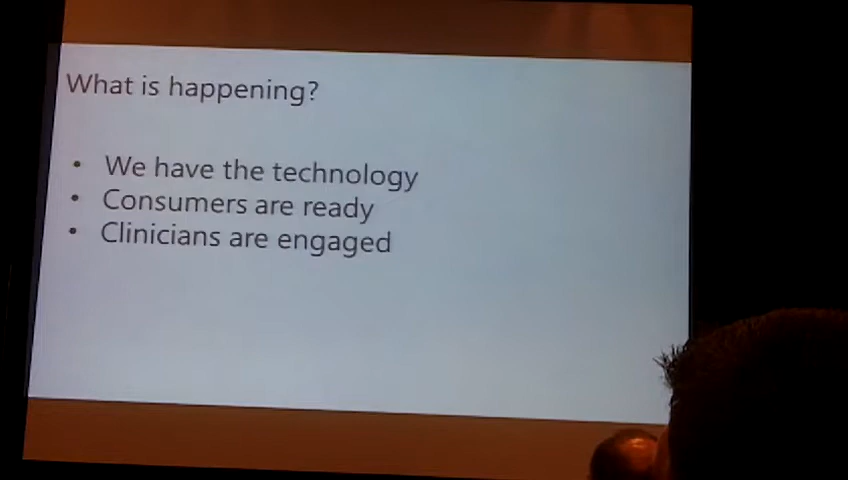 What is happening?
• We have the technology
• Consumers are ready
• Clinicians are engaged